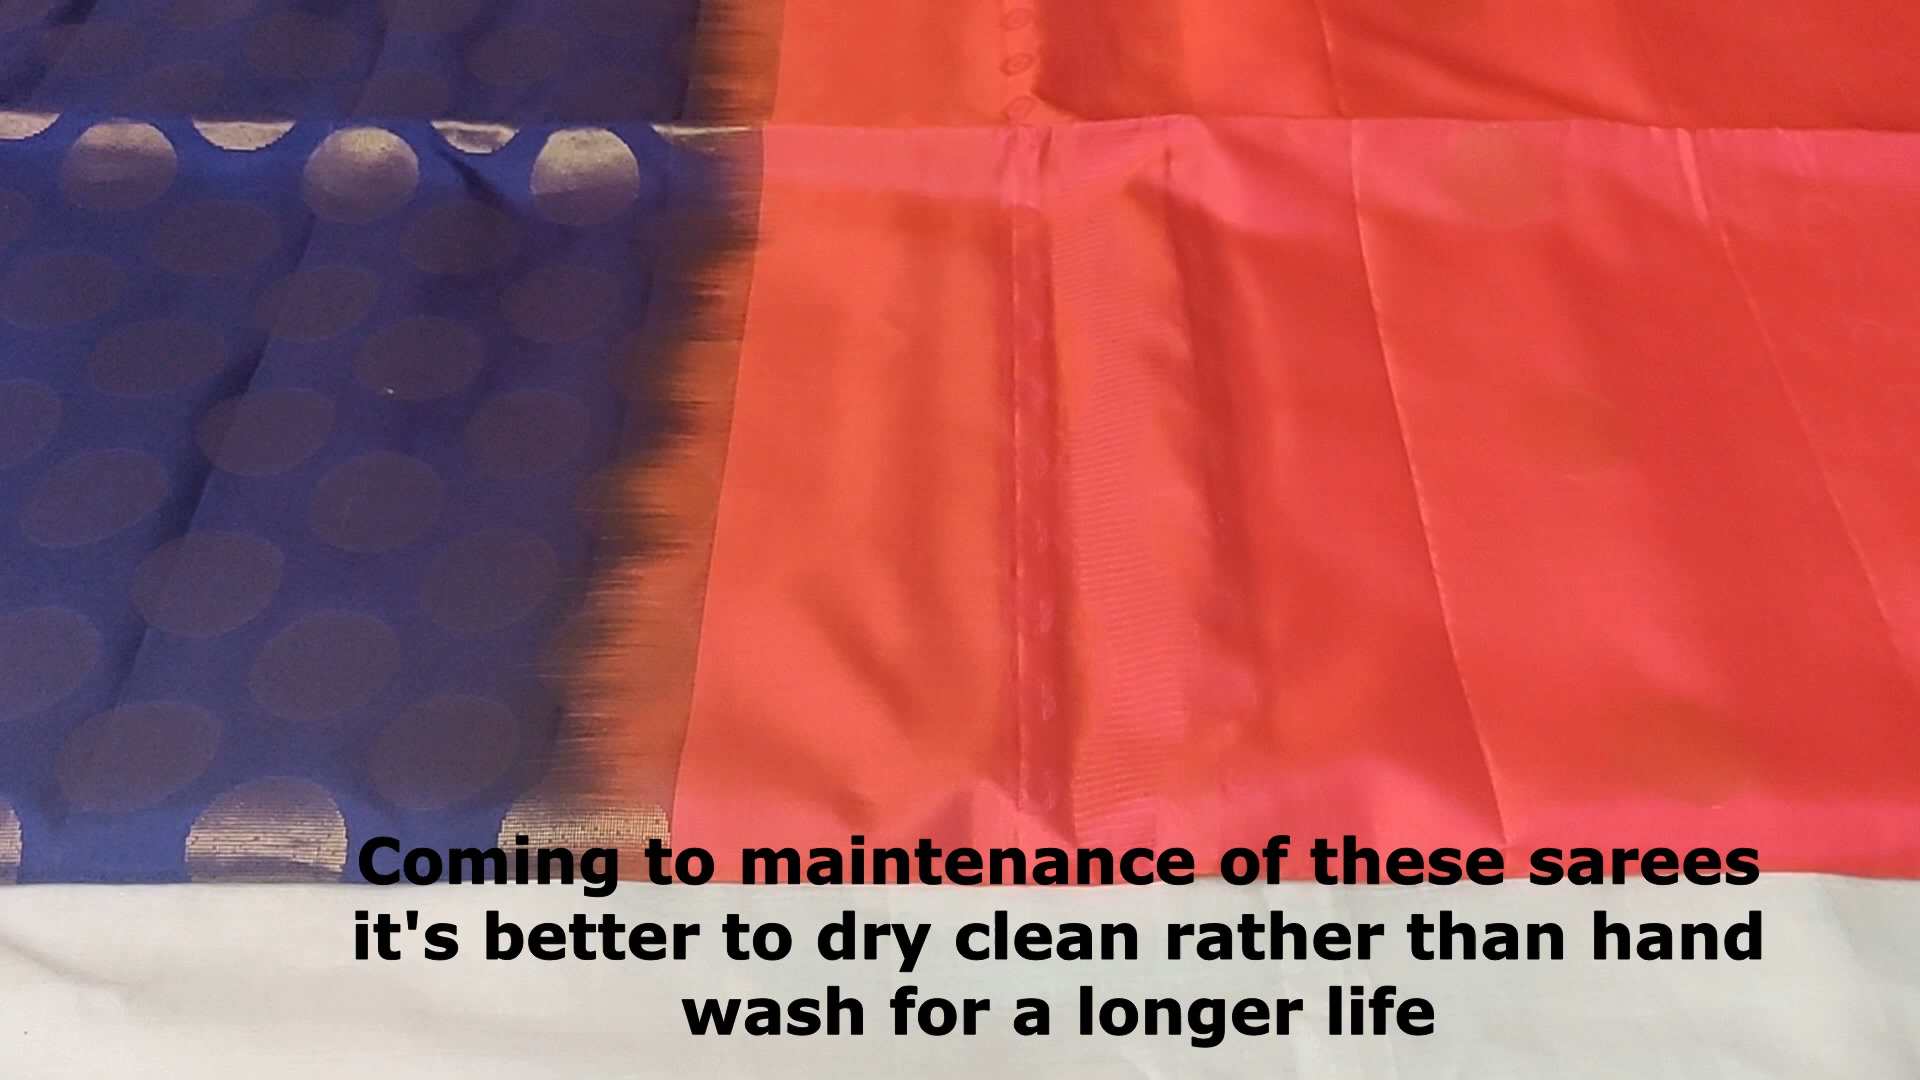 Coming to maintenance of these sarees
it's better to dry clean rather than hand
wash for a longer life